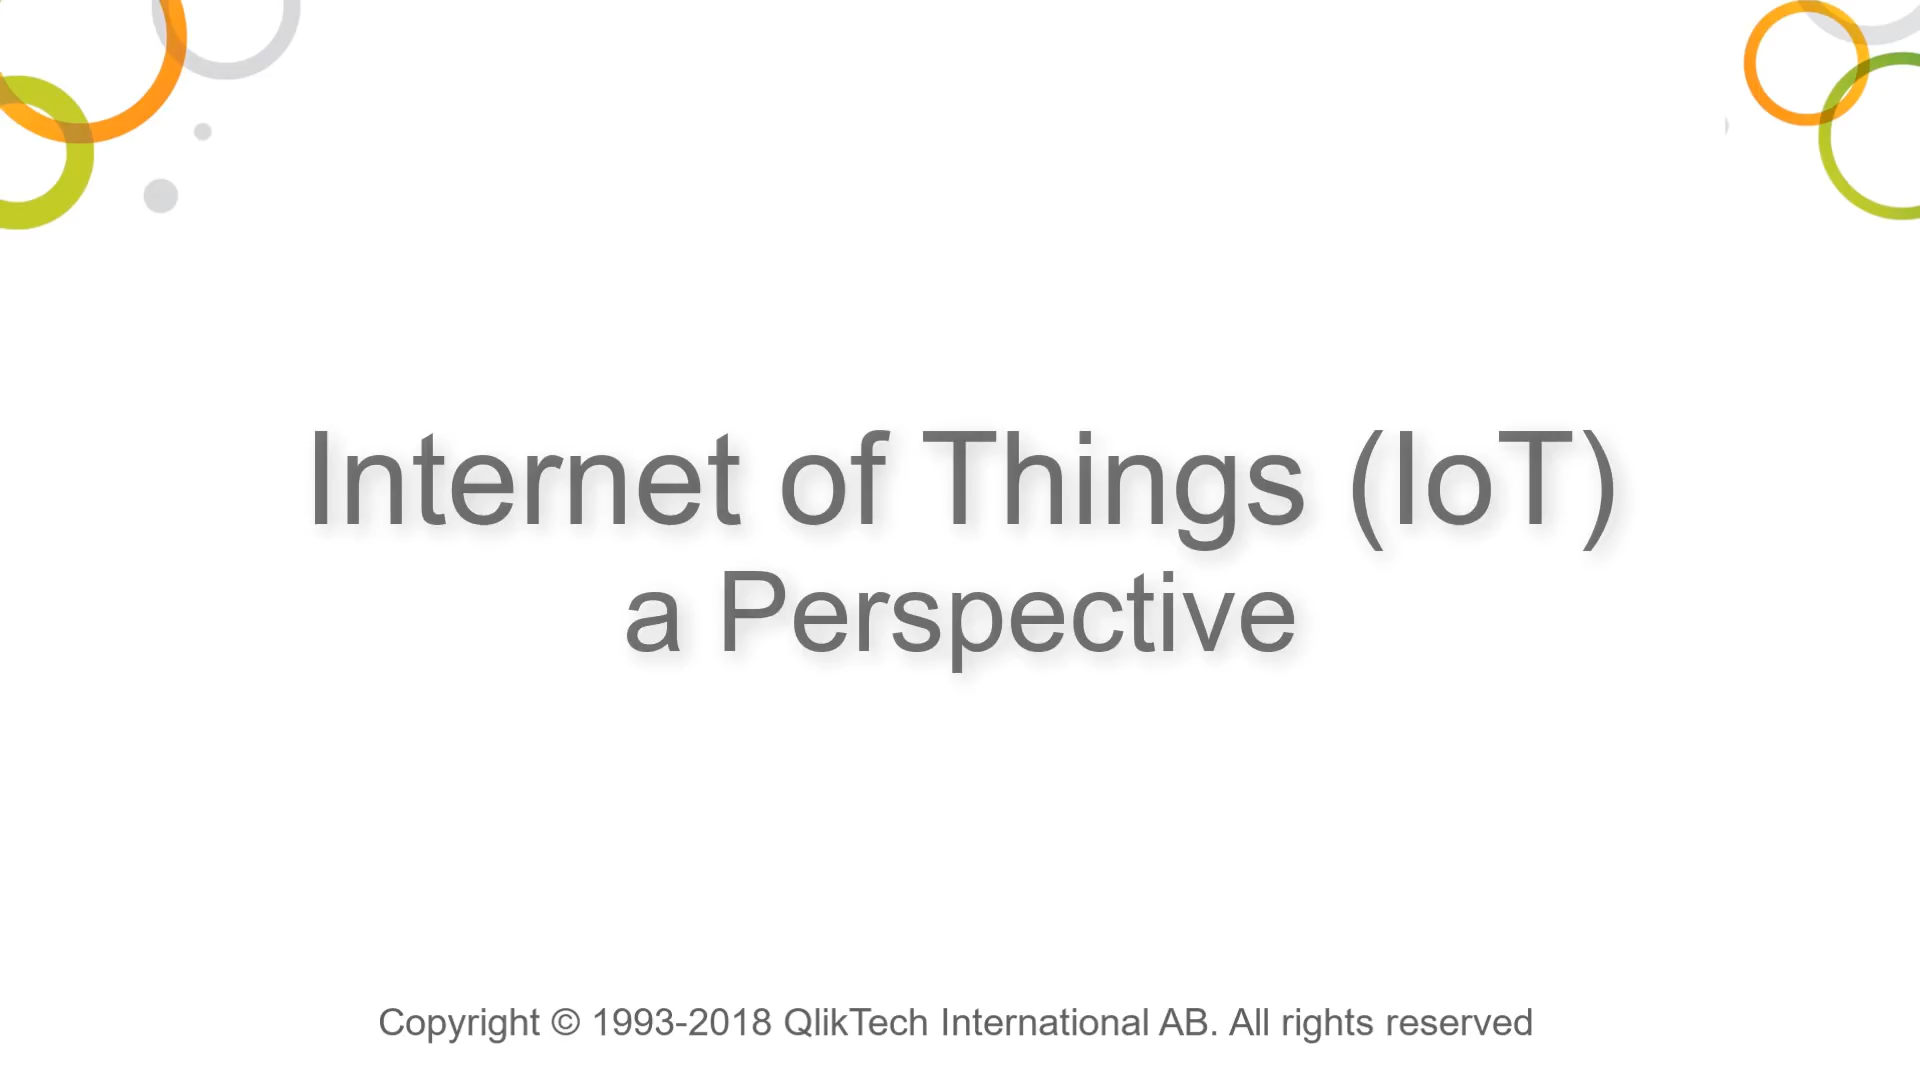 Internet of Things (IoT)
a Perspective
Copyright © 1993-2018 QlikTech International AB. All rights reserved